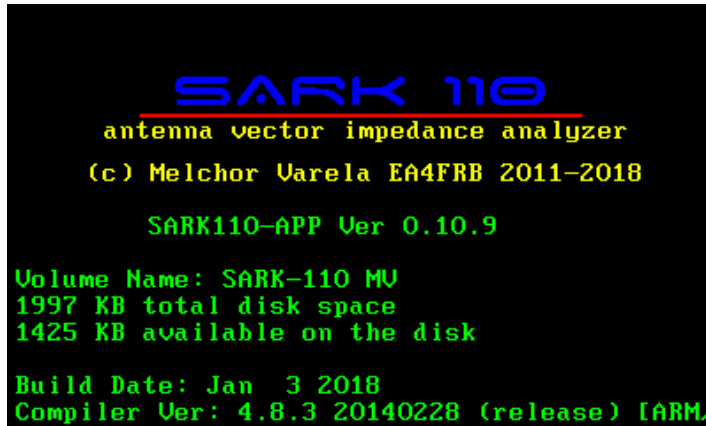 SARK 110
antenna vector impedance analyzer
(c) Melchor Varela EA4FRB 2011-2018
SARK110-APP Ver 0.10.9
Volume Name: SARK-110 MV
1997 KB total disk space
1425 KB available on the disk
Build Date: Jan  3 2018
Compiler Ver: 4.8.3 20140228 (release) [ARM/